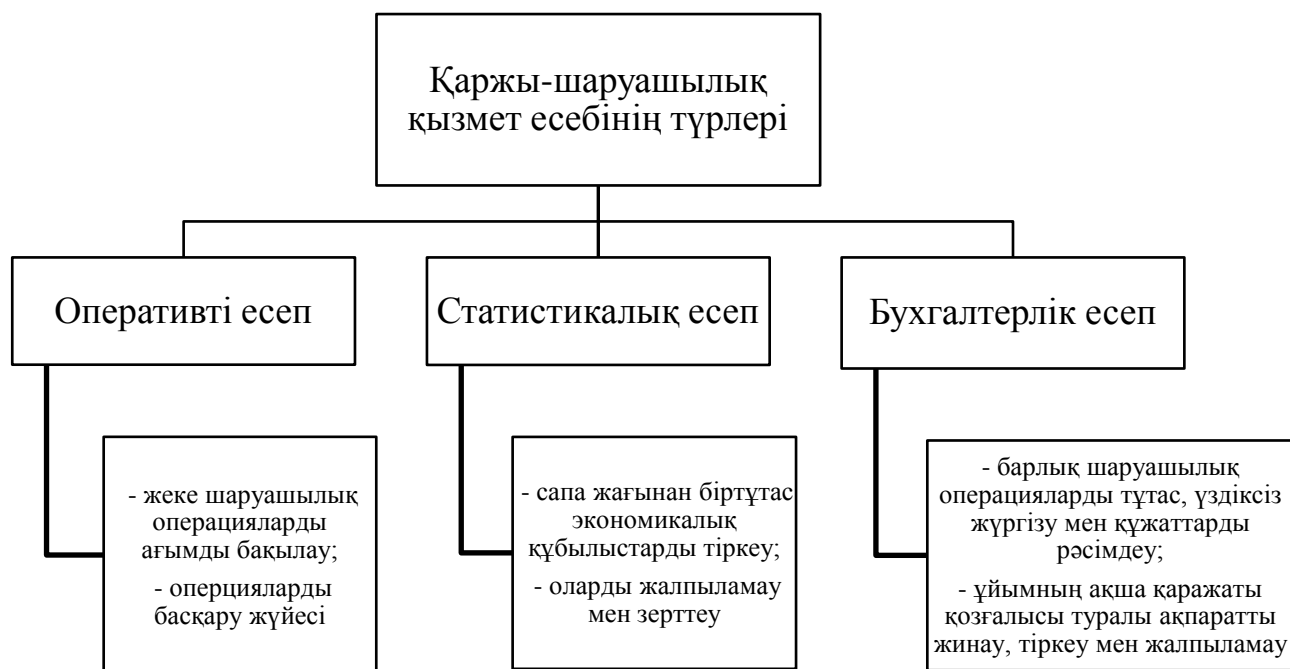 Қаржы-шаруашылық
қызмет есебінің түрлері
Оперативті есеп
Статистикалық есеп
Бухгалтерлік есеп
- жеке шаруашылық
операцияларды
ағымды бақылау;
- оперцияларды
басқару жүйесі
- сапа жағынан біртұтас
экономикалық
құбылыстарды тіркеу;
- оларды жалпыламау
мен зерттеу
- барлық шаруашылық
операцияларды тұтас, үздіксіз
жүргізу мен құжаттарды
рәсімдеу;
- ұйымның ақша қаражаты
қозғалысы туралы ақпаратты
жинау, тіркеу мен жалпыламау